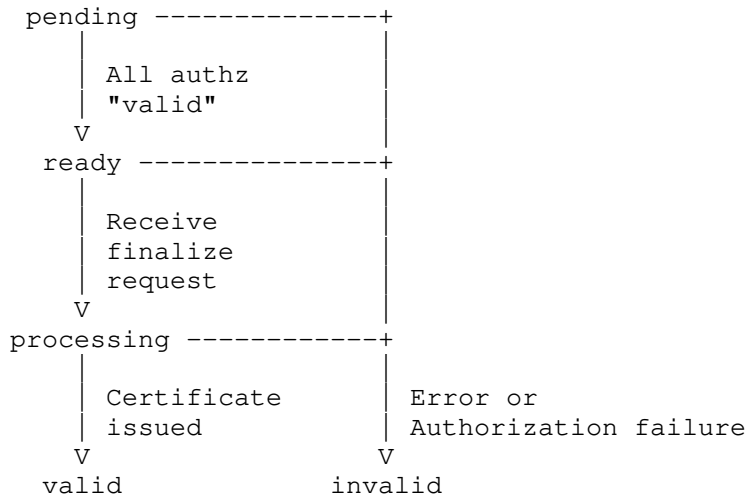 pending --------------+
|                  |
| All authz        |
| "valid"          |
V                  |
ready ---------------+
|                  |
| Receive          |
| finalize         |
| request          |
V                  |
processing ------------+
|                  |
| Certificate      | Error or
| issued           | Authorization failure
V                  V
valid             invalid